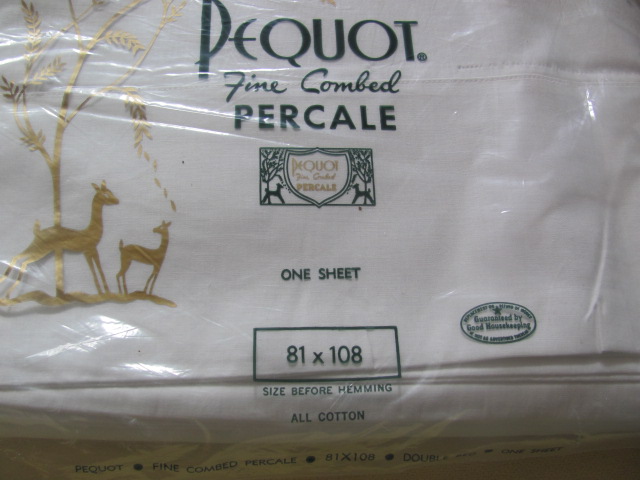 PEQUOT®
Fine Combed
PERCALE
PEQUOT
Fine Combed
PERCALE
ONE SHEET
Guaranteed by
Good Housekeeping
81 x 108
SIZE BEFORE HEMMING
ALL COTTON
PEQUOT • FINE COMBED PERCALE • 81X108 • DOUBLE • ONE SHEET